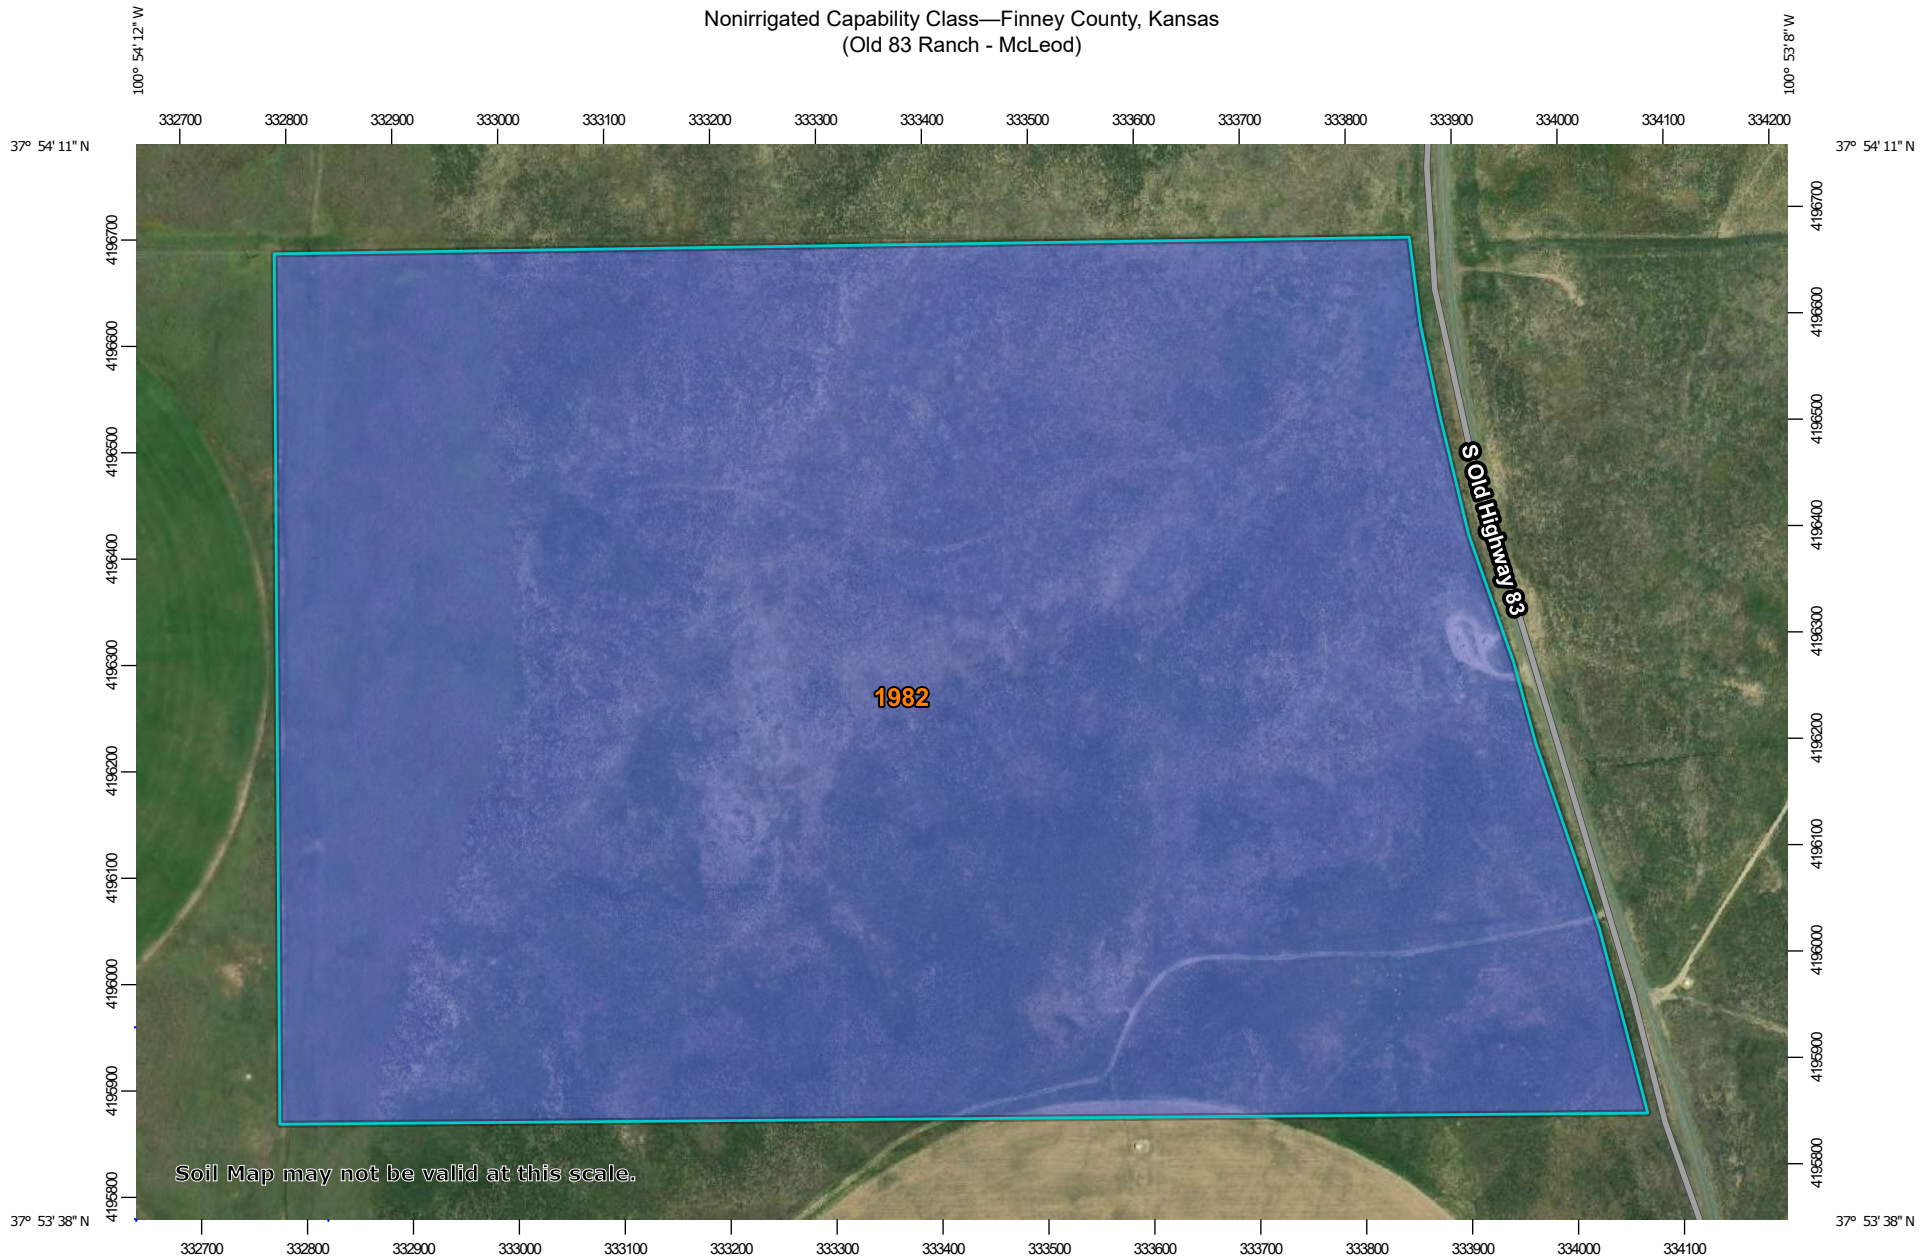 Nonirrigated Capability Class—Finney County, Kansas
(Old 83 Ranch - McLeod)
100° 54' 12'' W
100° 53' 8'' W
332700 332800 332900 333000 333100 333200 333300 333400 333500 333600 333700 333800 333900 334000 334100 334200
37° 54' 11'' N
37° 54' 11'' N
4196700
4196600
4196500
4196400
4196300
4196200
4196100
4196000
4195900
4195800
4196700
4196600
4196500
4196400
4196300
4196200
4196100
4196000
4195900
4195800
S Old Highway 83
1982
Soil Map may not be valid at this scale.
37° 53' 38'' N
37° 53' 38'' N
332700 332800 332900 333000 333100 333200 333300 333400 333500 333600 333700 333800 333900 334000 334100